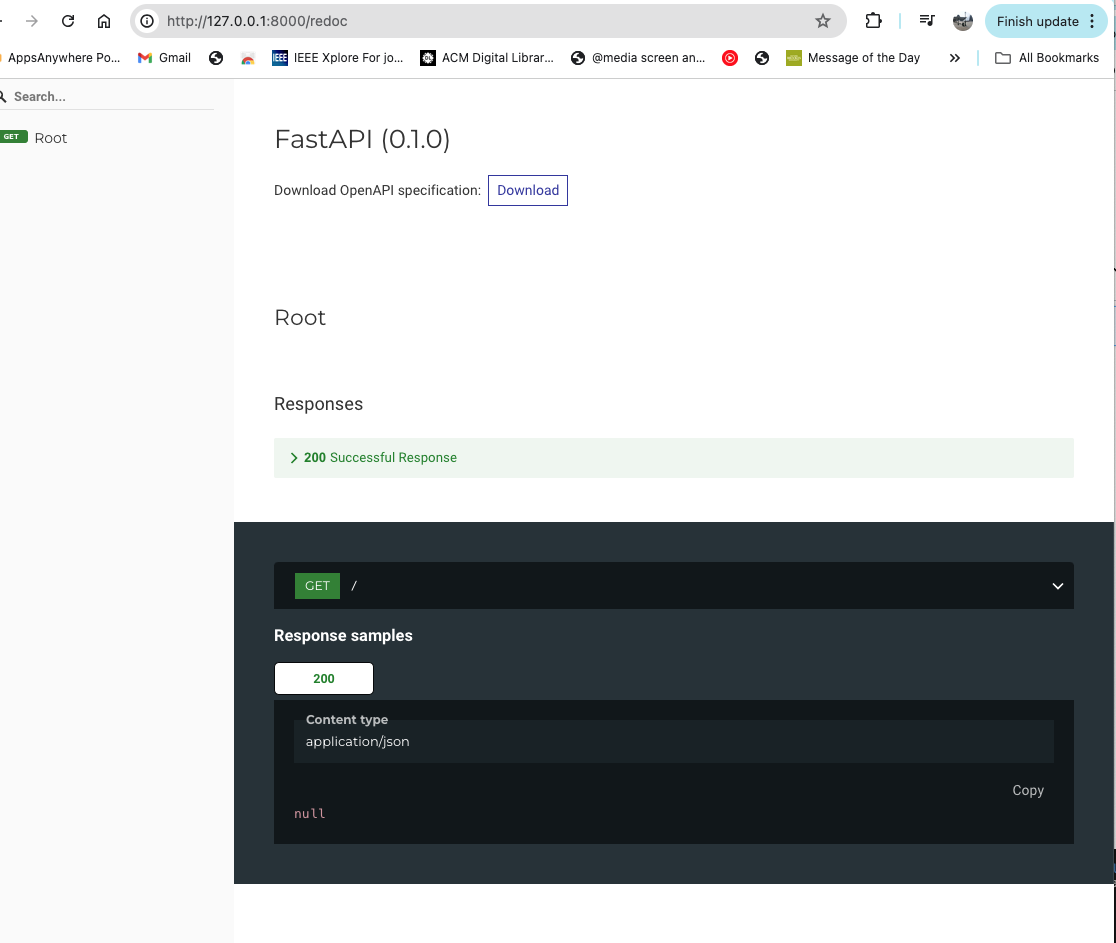 http://127.0.0.1:8000/redoc
Finish update
AppsAnywhere Po...
Gmail
IEEE
IEEE Xplore For jo...
ACM Digital Librar...
@media screen an...
Message of the Day
All Bookmarks
Search...
GET Root
FastAPI (0.1.0)
Download OpenAPI specification: Download
Root
Responses
200 Successful Response
GET /
Response samples
200
Content type
application/json
Copy
null